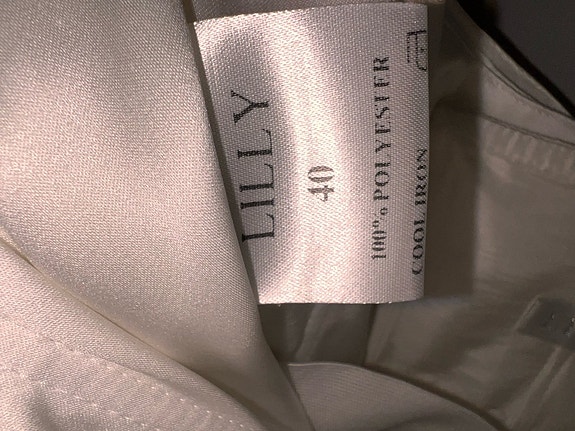 LILLY
40
100% POLYESTER
COOL IRON